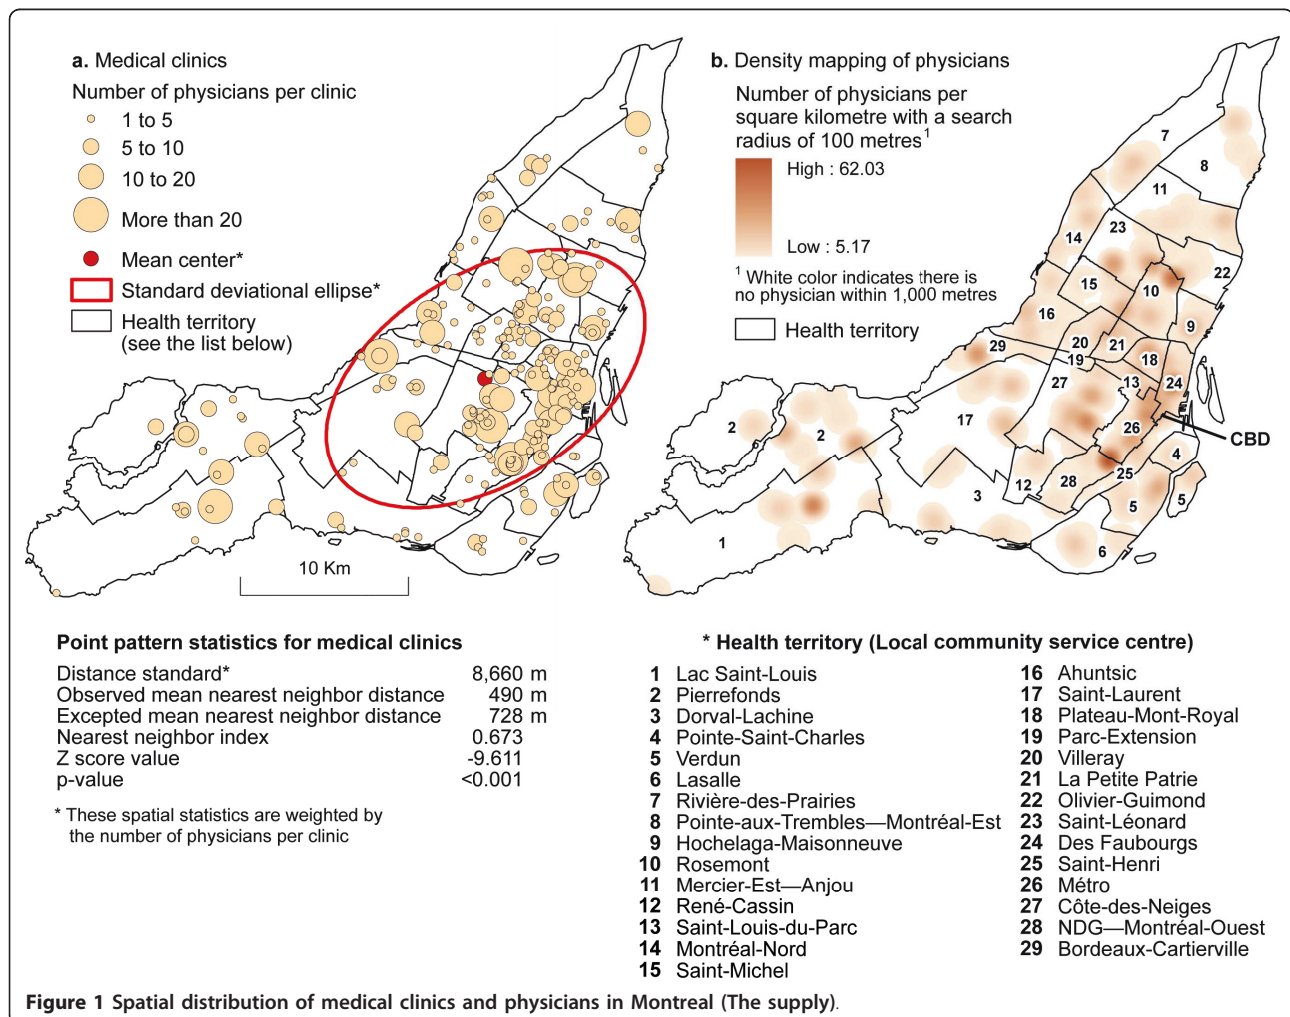 a. Medical clinics
Number of physicians per clinic
1 to 5
5 to 10
10 to 20
More than 20
Mean center*
Standard deviational ellipse*
Health territory
(see the list below)
10 Km
b. Density mapping of physicians
Number of physicians per
square kilometre with a search
radius of 100 metres¹
High : 62.03
Low : 5.17
¹ White color indicates there is
no physician within 1,000 metres
Health territory
7
8
11
23
14
22
15
10
16
9
20
29
21
19
18
27
13
24
17
2
2
26
CBD
4
25
12
28
3
5
5
1
6
Point pattern statistics for medical clinics
Distance standard* 8,660 m
Observed mean nearest neighbor distance 490 m
Excepted mean nearest neighbor distance 728 m
Nearest neighbor index 0.673
Z score value -9.611
p-value <0.001
* These spatial statistics are weighted by
the number of physicians per clinic
* Health territory (Local community service centre)
1 Lac Saint-Louis
2 Pierrefonds
3 Dorval-Lachine
4 Pointe-Saint-Charles
5 Verdun
6 Lasalle
7 Rivière-des-Prairies
8 Pointe-aux-Trembles—Montréal-Est
9 Hochelaga-Maisonneuve
10 Rosemont
11 Mercier-Est—Anjou
12 René-Cassin
13 Saint-Louis-du-Parc
14 Montréal-Nord
15 Saint-Michel
16 Ahuntsic
17 Saint-Laurent
18 Plateau-Mont-Royal
19 Parc-Extension
20 Villeray
21 La Petite Patrie
22 Olivier-Guimond
23 Saint-Léonard
24 Des Faubourgs
25 Saint-Henri
26 Métro
27 Côte-des-Neiges
28 NDG—Montréal-Ouest
29 Bordeaux-Cartierville
Figure 1 Spatial distribution of medical clinics and physicians in Montreal (The supply).